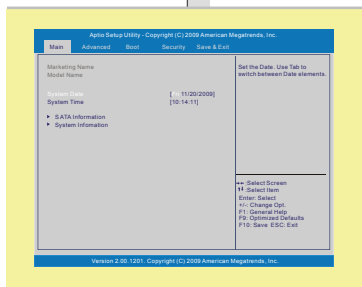 Aptio Setup Utility - Copyright (C) 2009 American Megatrends, Inc.
Main Advanced Boot Security Save & Exit
Marketing Name
Model Name
System Date [Fri 11/20/2009]
System Time [10:14:11]
SATA Information
System Infomation
Set the Date. Use Tab to
switch between Date elements.
:Select Screen
:Select Item
Enter: Select
+/-: Change Opt.
F1: General Help
F9: Optimized Defaults
F10: Save ESC: Exit
Version 2.00.1201. Copyright (C) 2009 American Megatrends, Inc.